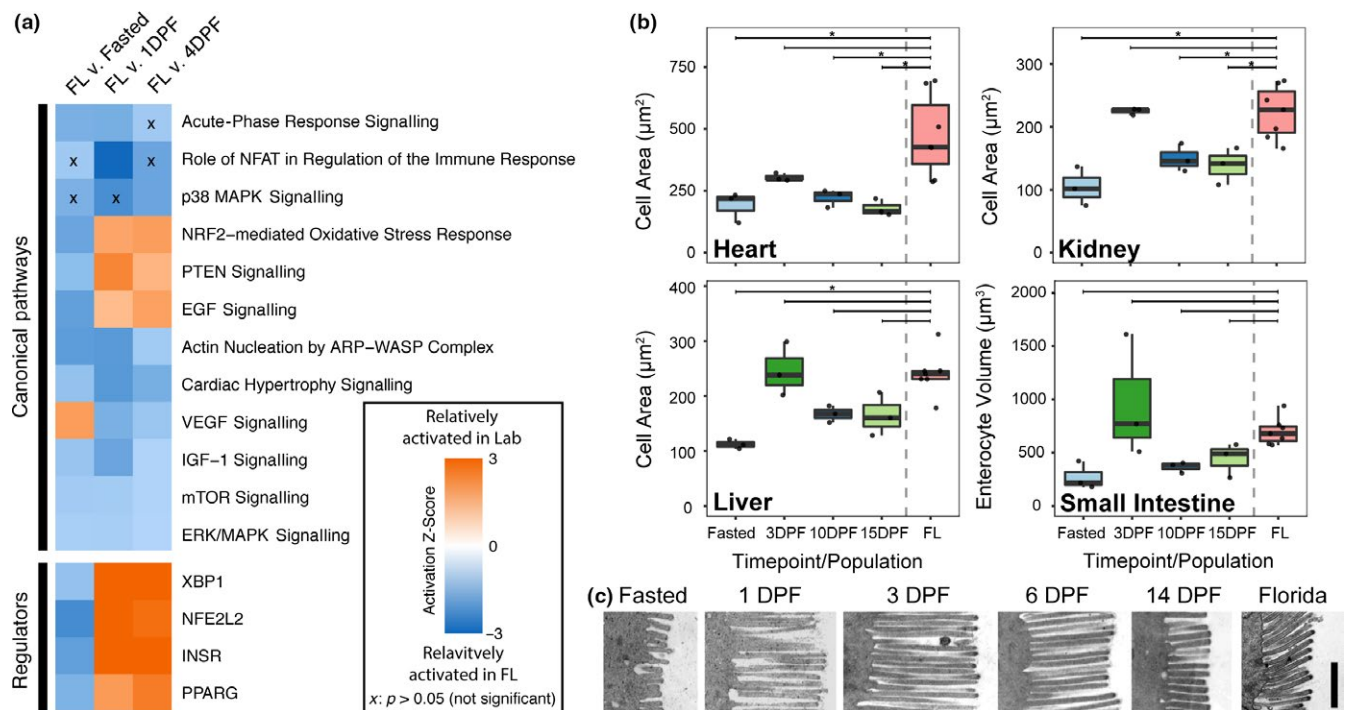 (a)
FL v. Fasted
FL v. 1DPF
FL v. 4DPF
Canonical pathways
x Acute-Phase Response Signalling
x x Role of NFAT in Regulation of the Immune Response
x x p38 MAPK Signalling
NRF2-mediated Oxidative Stress Response
PTEN Signalling
EGF Signalling
Actin Nucleation by ARP-WASP Complex
Cardiac Hypertrophy Signalling
VEGF Signalling
IGF-1 Signalling
mTOR Signalling
ERK/MAPK Signalling
Regulators
XBP1
NFE2L2
INSR
PPARG
Relatively
activated in Lab
Activation Z-Score
3
0
-3
Relavitvely
activated in FL
x: p > 0.05 (not significant)
(b)
Cell Area (μm²)
750
500
250
0
*
*
*
*
Heart
Cell Area (μm²)
300
200
100
0
*
*
*
*
Kidney
Cell Area (μm²)
400
300
200
100
0
*
Liver
Fasted 3DPF 10DPF 15DPF FL
Timepoint/Population
Enterocyte Volume (μm³)
2000
1500
1000
500
0
Small Intestine
Fasted 3DPF 10DPF 15DPF FL
Timepoint/Population
(c)
Fasted 1 DPF 3 DPF 6 DPF 14 DPF Florida